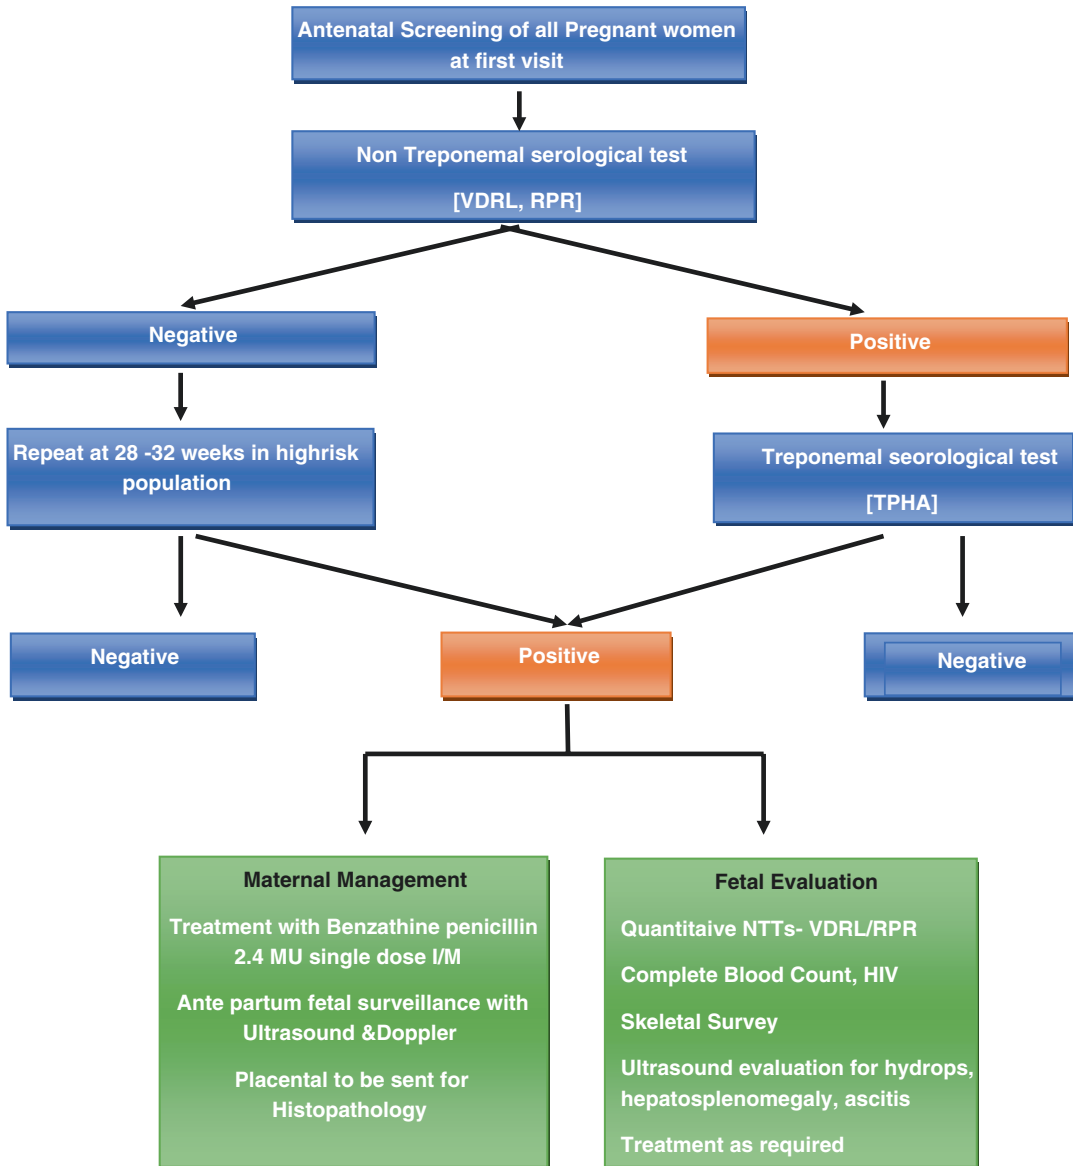 Antenatal Screening of all Pregnant women
at first visit
Non Treponemal serological test
[VDRL, RPR]
Negative
Positive
Repeat at 28 -32 weeks in highrisk
population
Treponemal seorological test
[TPHA]
Negative
Positive
Negative
Maternal Management
Treatment with Benzathine penicillin
2.4 MU single dose I/M
Ante partum fetal surveillance with
Ultrasound &Doppler
Placental to be sent for
Histopathology
Fetal Evaluation
Quantitaive NTTs- VDRL/RPR
Complete Blood Count, HIV
Skeletal Survey
Ultrasound evaluation for hydrops,
hepatosplenomegaly, ascitis
Treatment as required